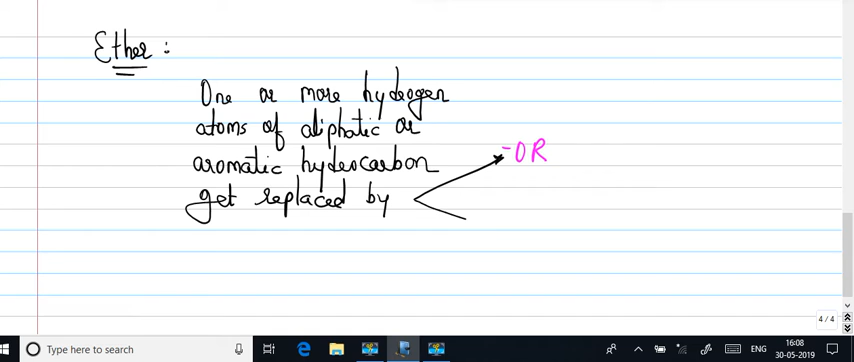 Ether :
One or more hydrogen
atoms of aliphatic or
aromatic hydrocarbon
get replaced by
-OR
4 / 4
Type here to search
ENG
16:08
30-05-2019